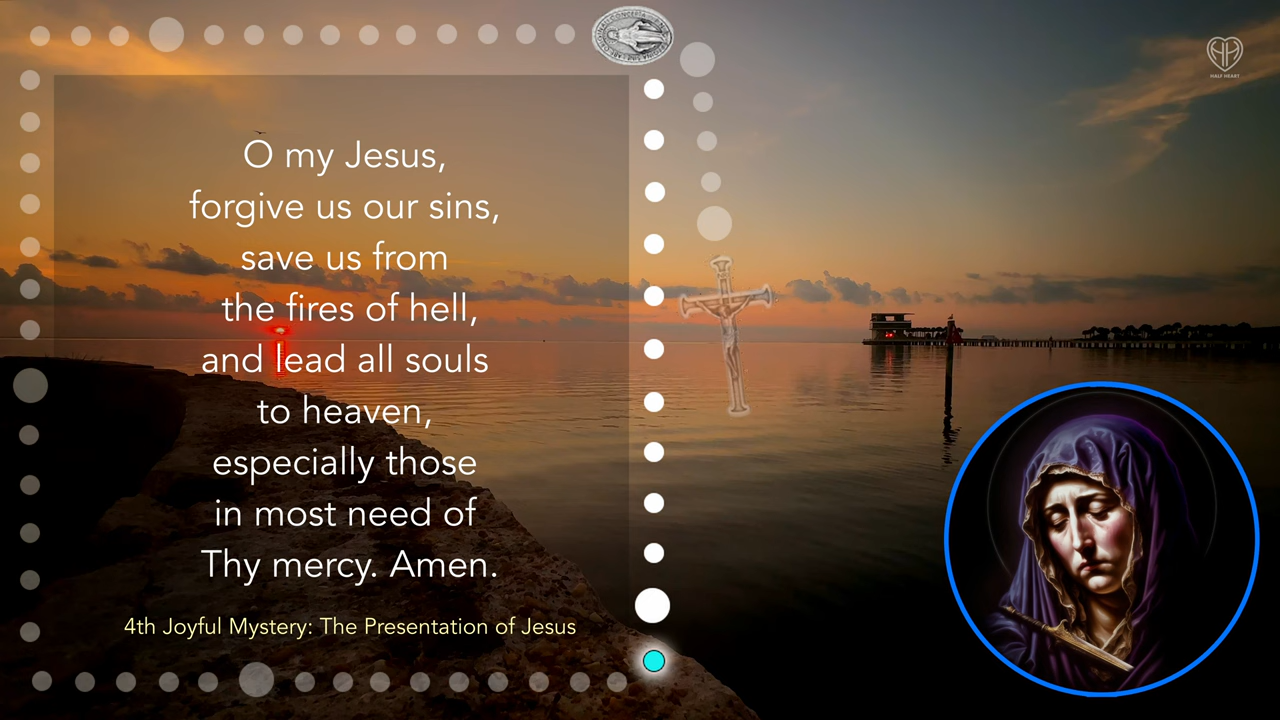 O my Jesus,
forgive us our sins,
save us from
the fires of hell,
and lead all souls
to heaven,
especially those
in most need of
Thy mercy. Amen.
4th Joyful Mystery: The Presentation of Jesus
HALF HEART